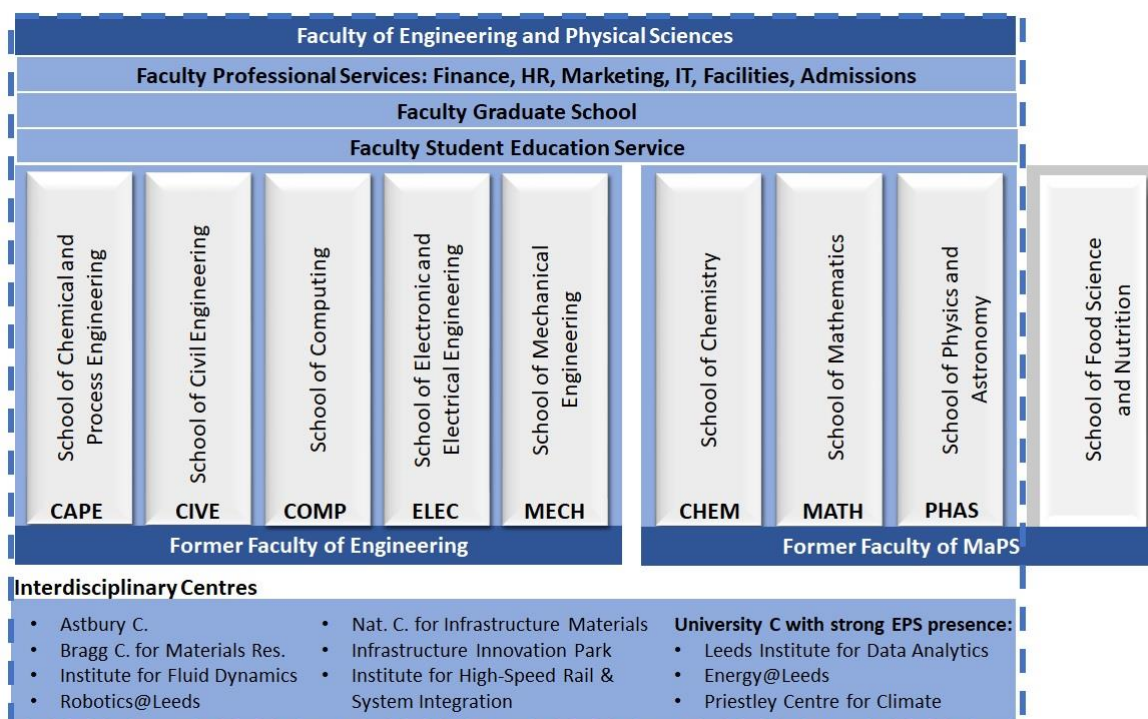 Faculty of Engineering and Physical Sciences
Faculty Professional Services: Finance, HR, Marketing, IT, Facilities, Admissions
Faculty Graduate School
Faculty Student Education Service
School of Chemical and
Process Engineering
CAPE
School of Civil Engineering
CIVE
School of Computing
COMP
School of Electronic and
Electrical Engineering
ELEC
School of Mechanical
Engineering
MECH
School of Chemistry
CHEM
School of Mathematics
MATH
School of Physics and
Astronomy
PHAS
School of Food Science
and Nutrition
Former Faculty of Engineering
Former Faculty of MaPS
Interdisciplinary Centres
• Astbury C.
• Bragg C. for Materials Res.
• Institute for Fluid Dynamics
• Robotics@Leeds
• Nat. C. for Infrastructure Materials
• Infrastructure Innovation Park
• Institute for High-Speed Rail &
System Integration
University C with strong EPS presence:
• Leeds Institute for Data Analytics
• Energy@Leeds
• Priestley Centre for Climate